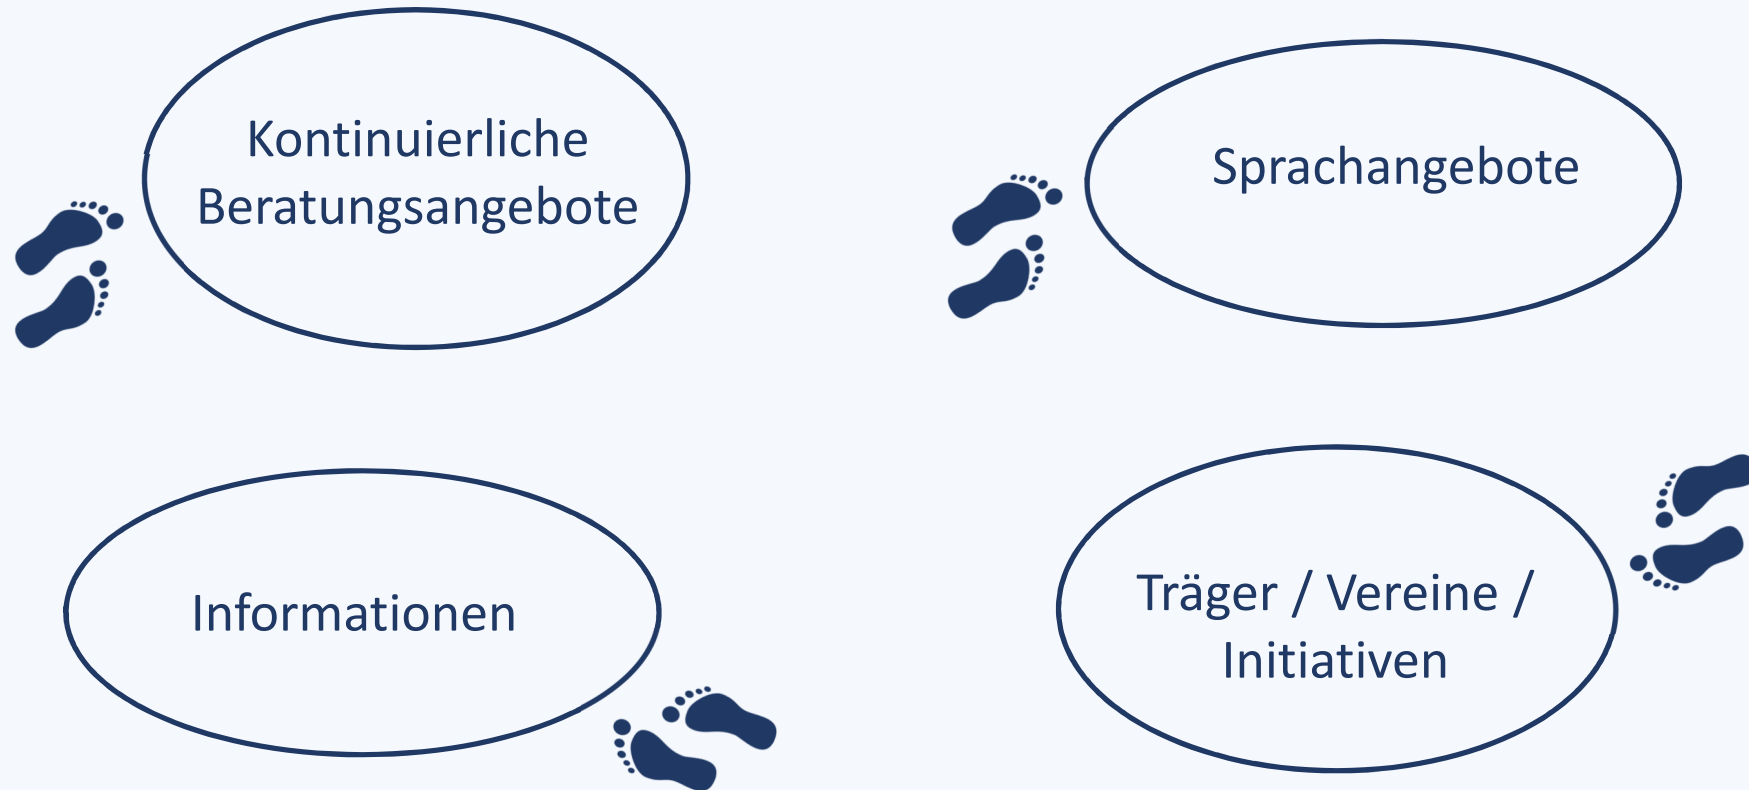 Kontinuierliche
Beratungsangebote
Sprachangebote
Informationen
Träger / Vereine /
Initiativen